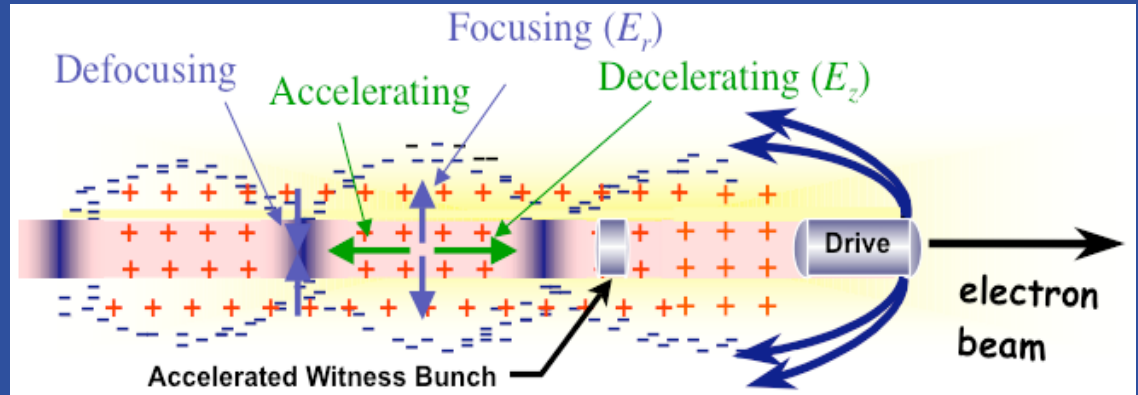 Focusing (E_r)
Defocusing
Accelerating
Decelerating (E_z)
Drive
electron
beam
Accelerated Witness Bunch